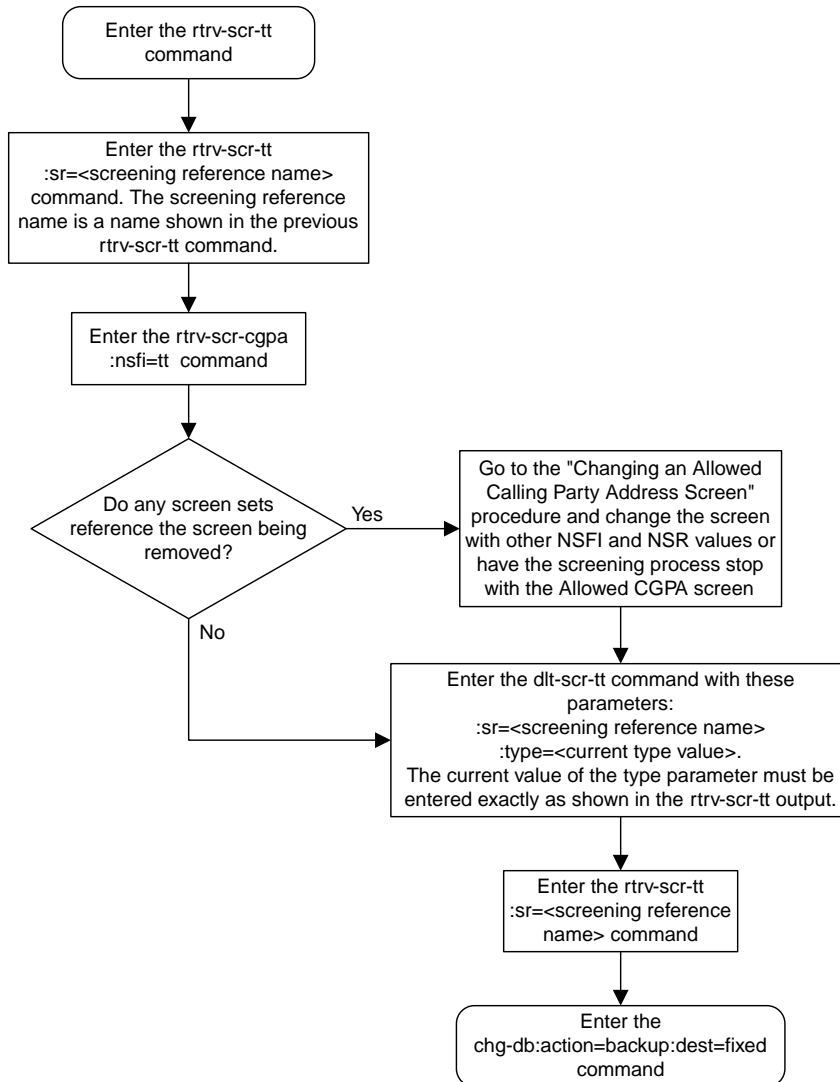 Enter the rtrv-scr-tt
command
Enter the rtrv-scr-tt
:sr=<screening reference name>
command. The screening reference
name is a name shown in the previous
rtrv-scr-tt command.
Enter the rtrv-scr-cgpa
:nsfi=tt command
Do any screen sets
reference the screen being
removed?
Yes
Go to the "Changing an Allowed
Calling Party Address Screen"
procedure and change the screen
with other NSFI and NSR values or
have the screening process stop
with the Allowed CGPA screen
No
Enter the dlt-scr-tt command with these
parameters:
:sr=<screening reference name>
:type=<current type value>.
The current value of the type parameter must be
entered exactly as shown in the rtrv-scr-tt output.
Enter the rtrv-scr-tt
:sr=<screening reference
name> command
Enter the
chg-db:action=backup:dest=fixed
command